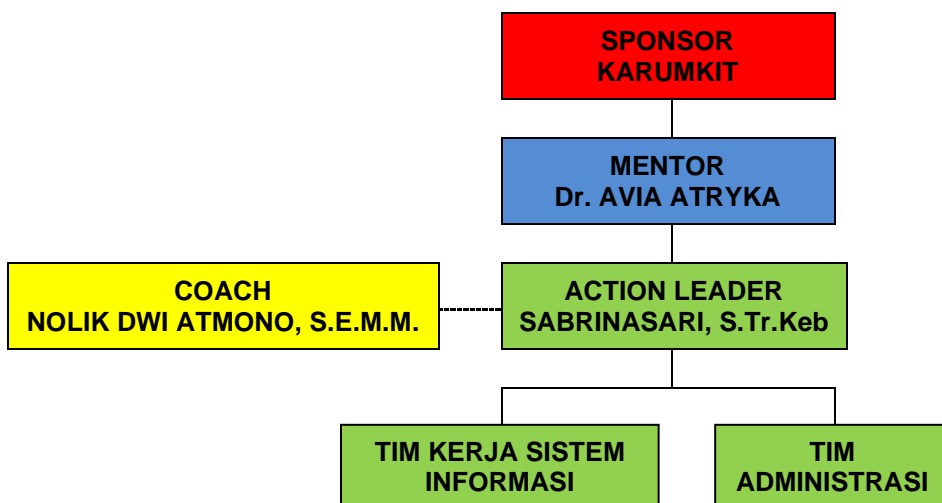 SPONSOR
KARUMKIT
MENTOR
Dr. AVIA ATRYKA
COACH
NOLIK DWI ATMONO, S.E.M.M.
ACTION LEADER
SABRINASARI, S.Tr.Keb
TIM KERJA SISTEM
INFORMASI
TIM
ADMINISTRASI